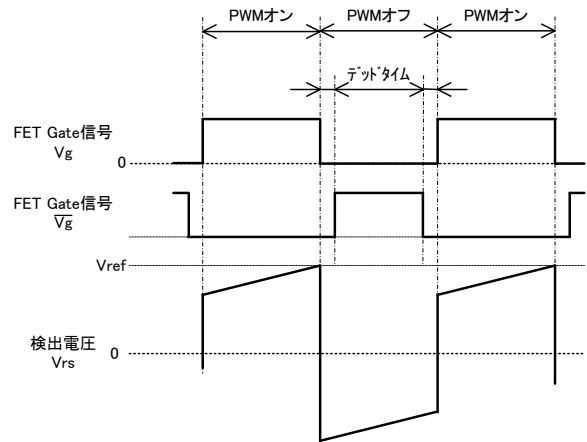 PWMオン PWMオフ PWMオン
ﾃﾞｯﾄﾞﾀｲﾑ
FET Gate信号
Vg
0
FET Gate信号
V̅g̅
Vref
検出電圧
Vrs
0